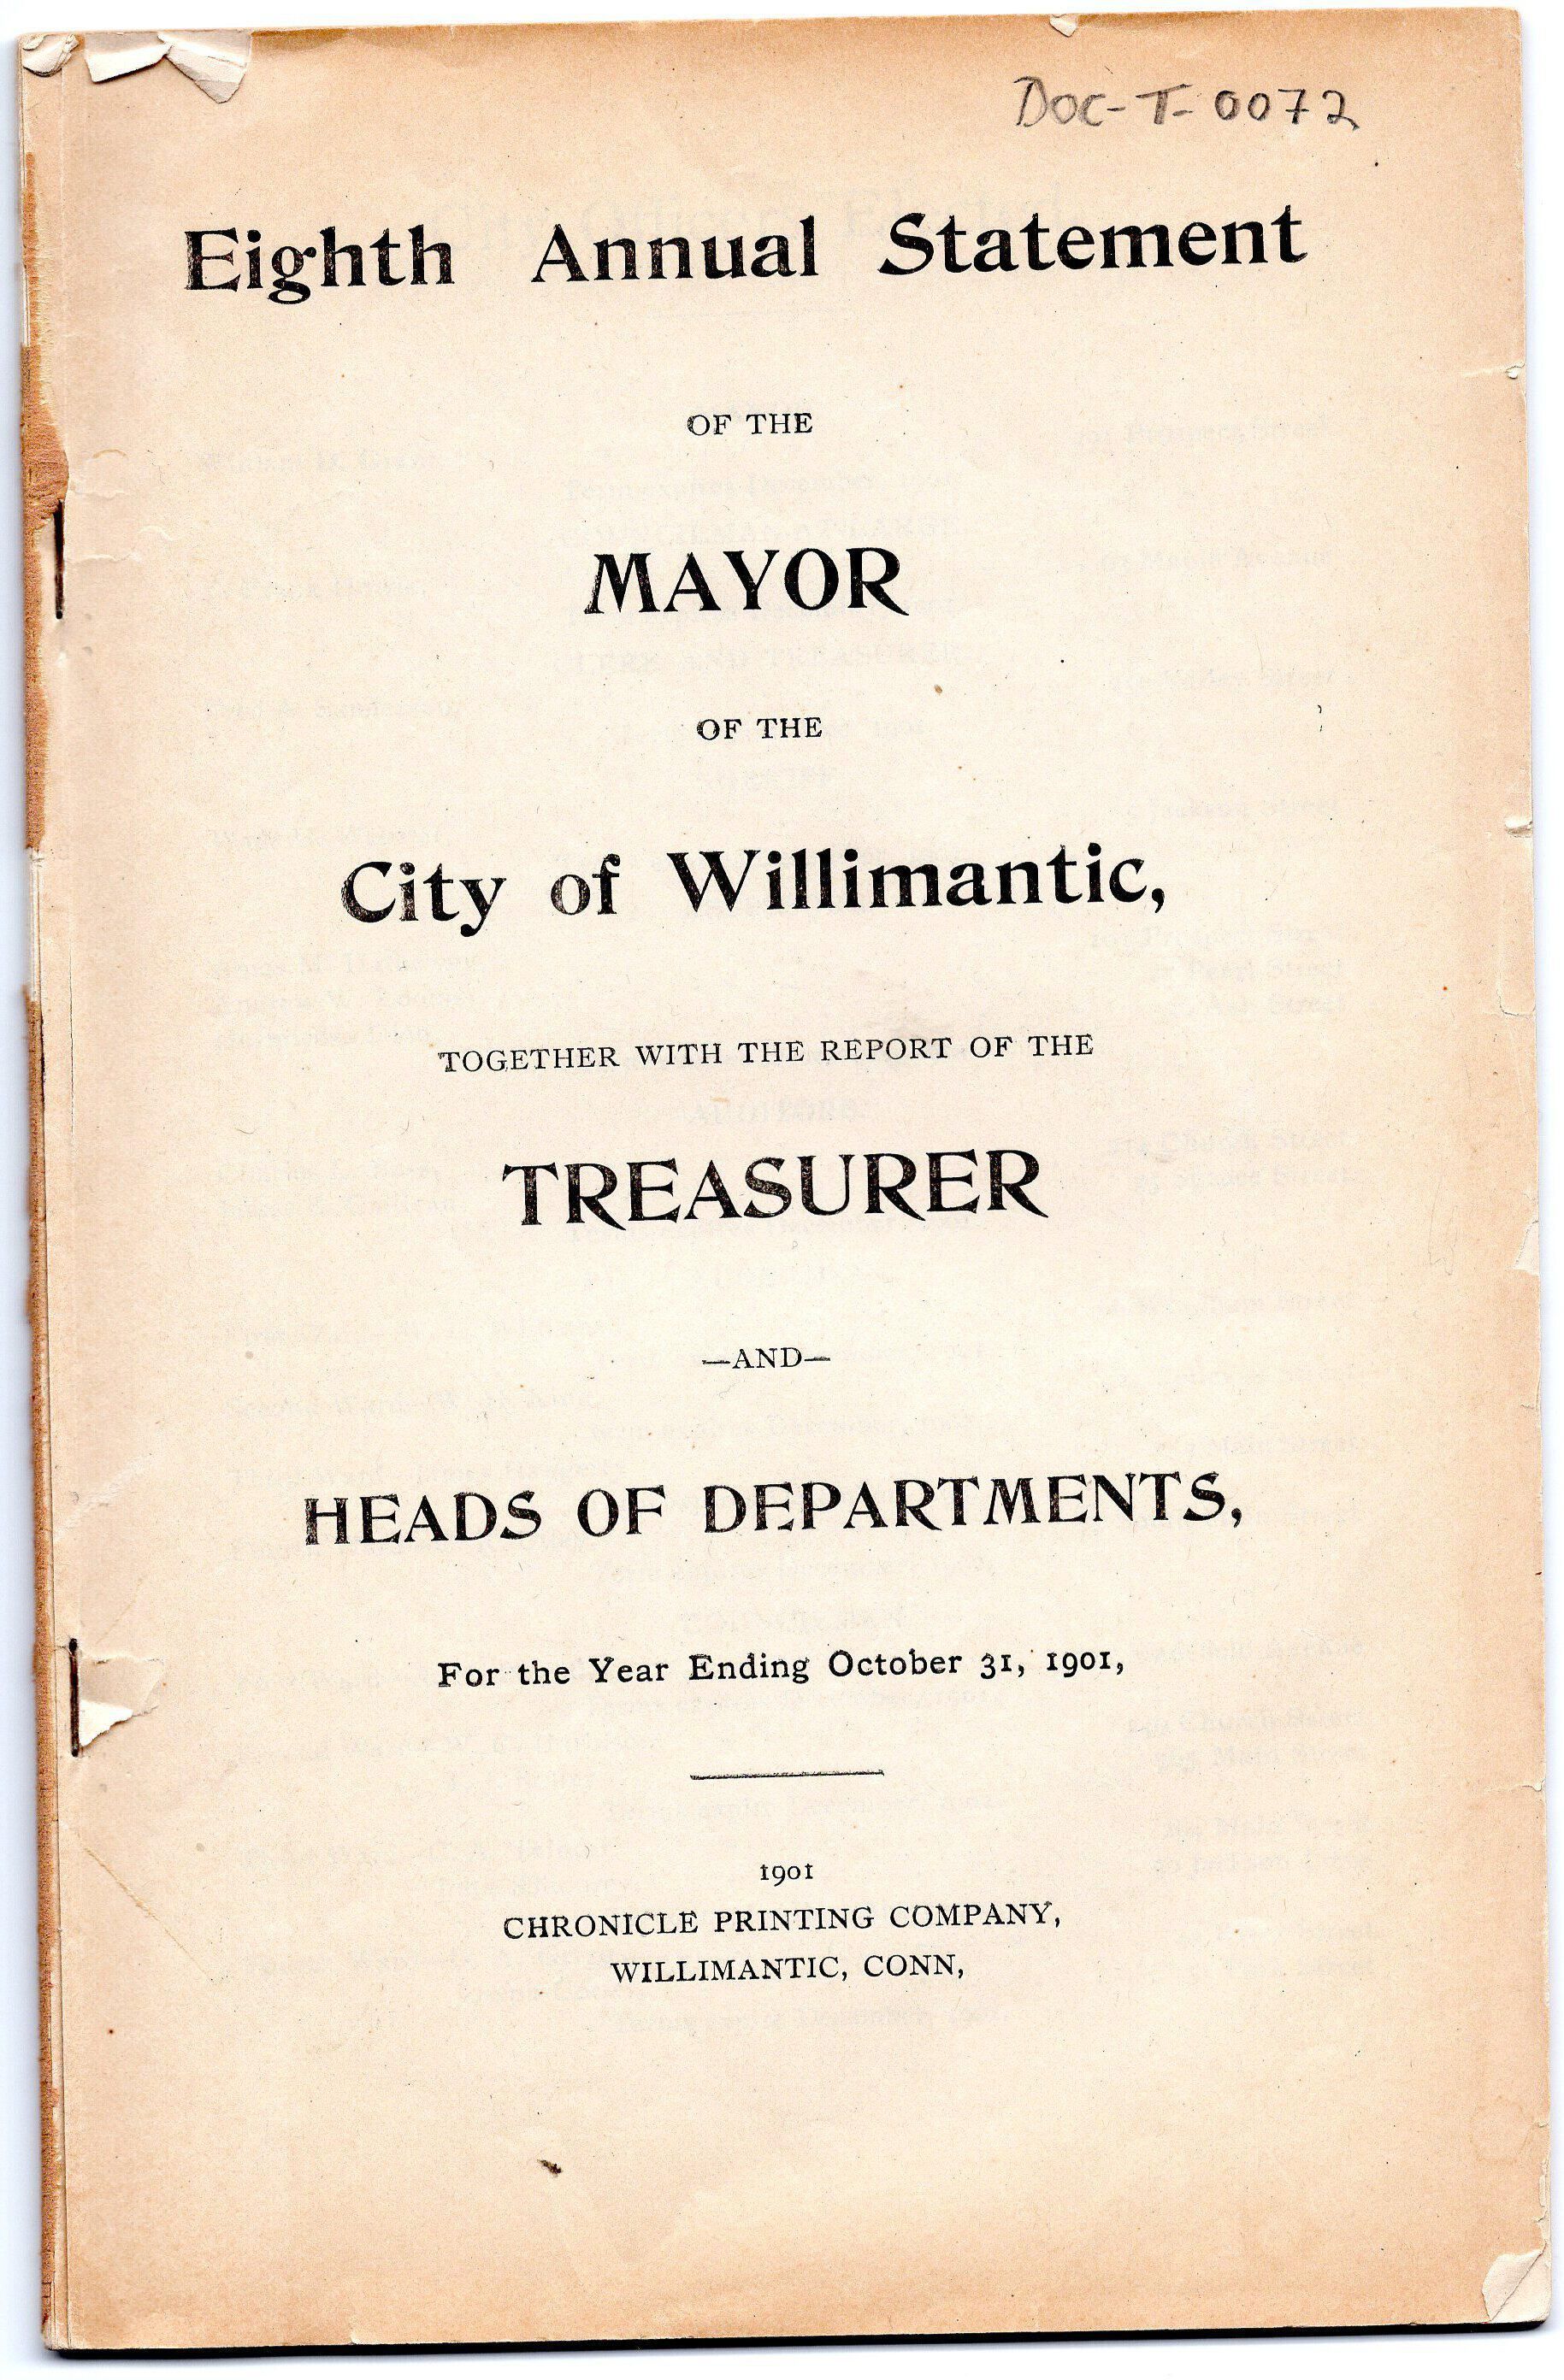 DOC-T-0072
Eighth Annual Statement
OF THE
MAYOR
OF THE
City of Willimantic,
TOGETHER WITH THE REPORT OF THE
TREASURER
—AND—
HEADS OF DEPARTMENTS,
For the Year Ending October 31, 1901,
1901
CHRONICLE PRINTING COMPANY,
WILLIMANTIC, CONN,